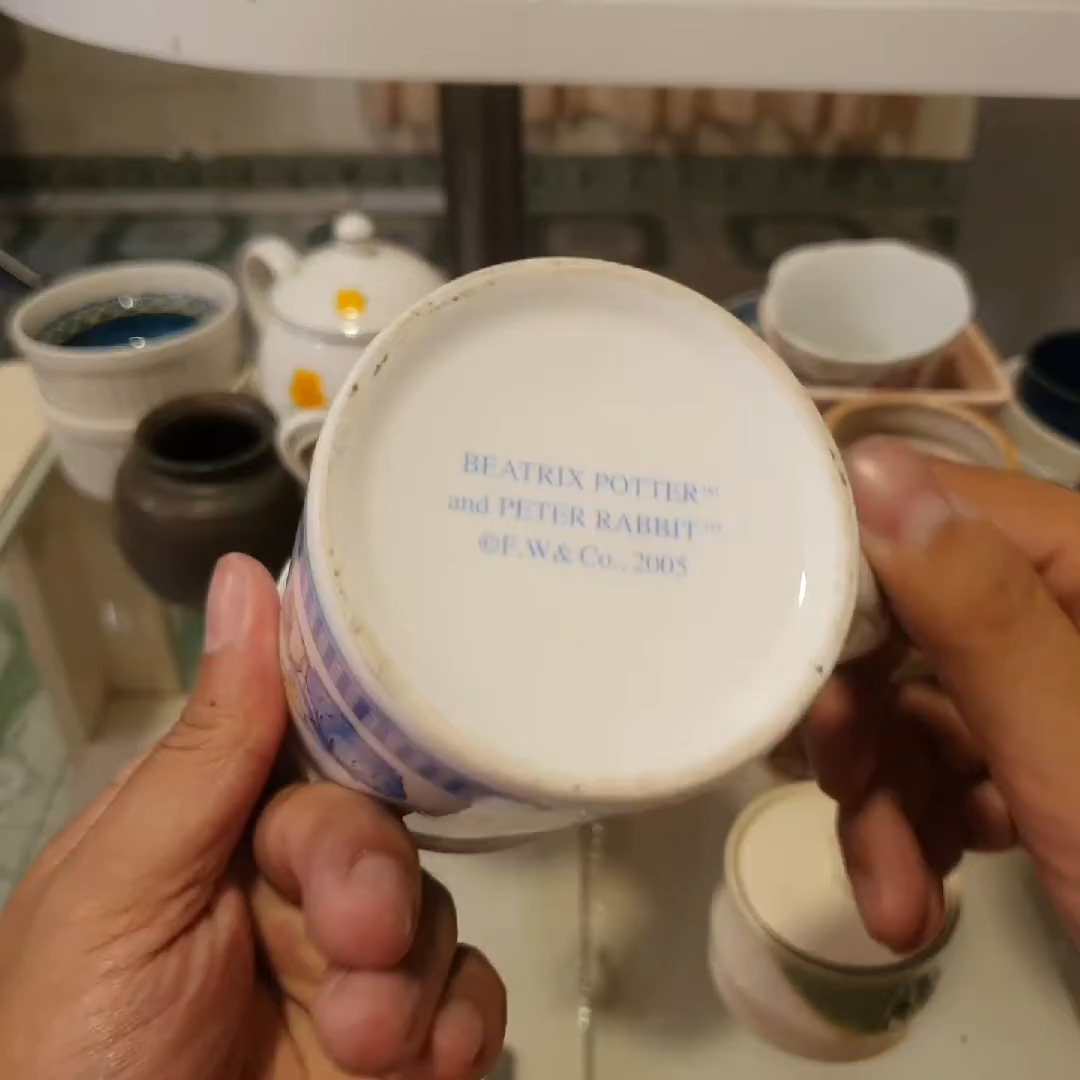 BEATRIX POTTER™
and PETER RABBIT™
©F.W& Co., 2005